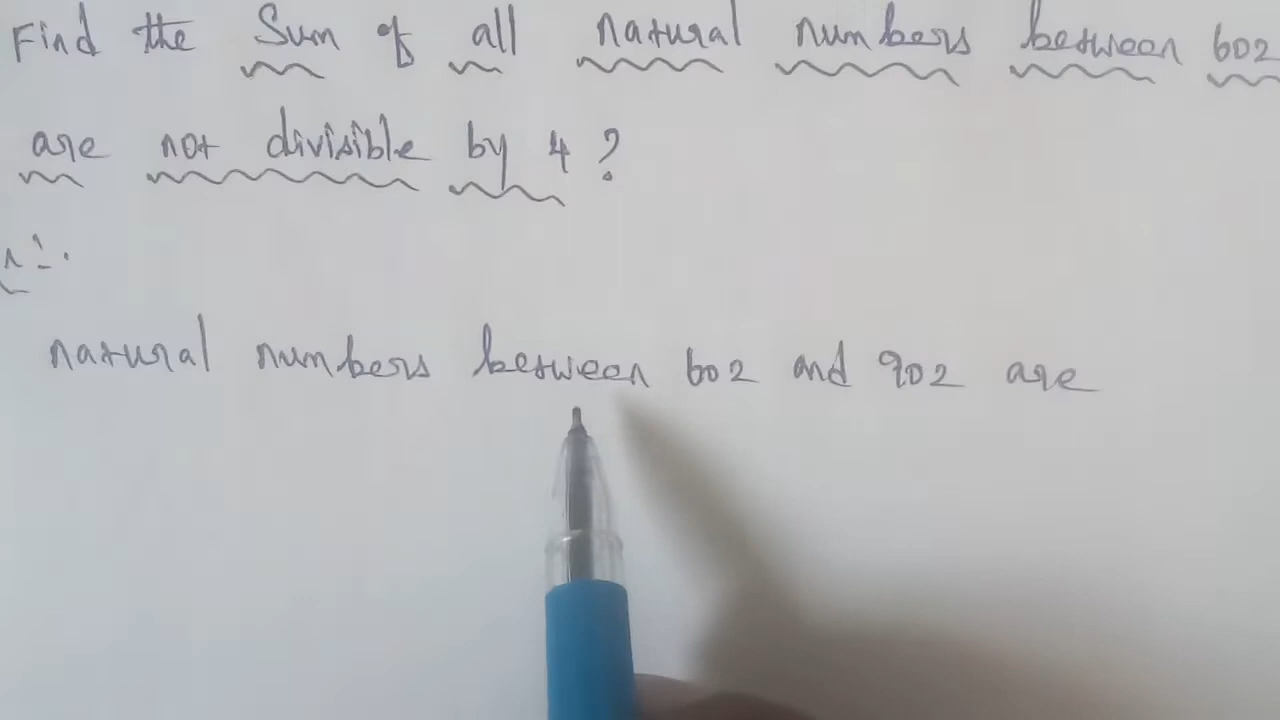 Find the Sum of all natural numbers between 602
are not divisible by 4 ?
n :-
natural numbers between 602 and 902 are